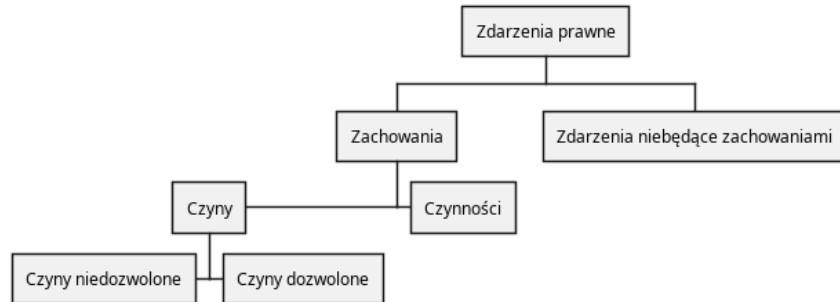 Zdarzenia prawne
Zachowania
Zdarzenia niebędące zachowaniami
Czyny
Czynności
Czyny niedozwolone
Czyny dozwolone